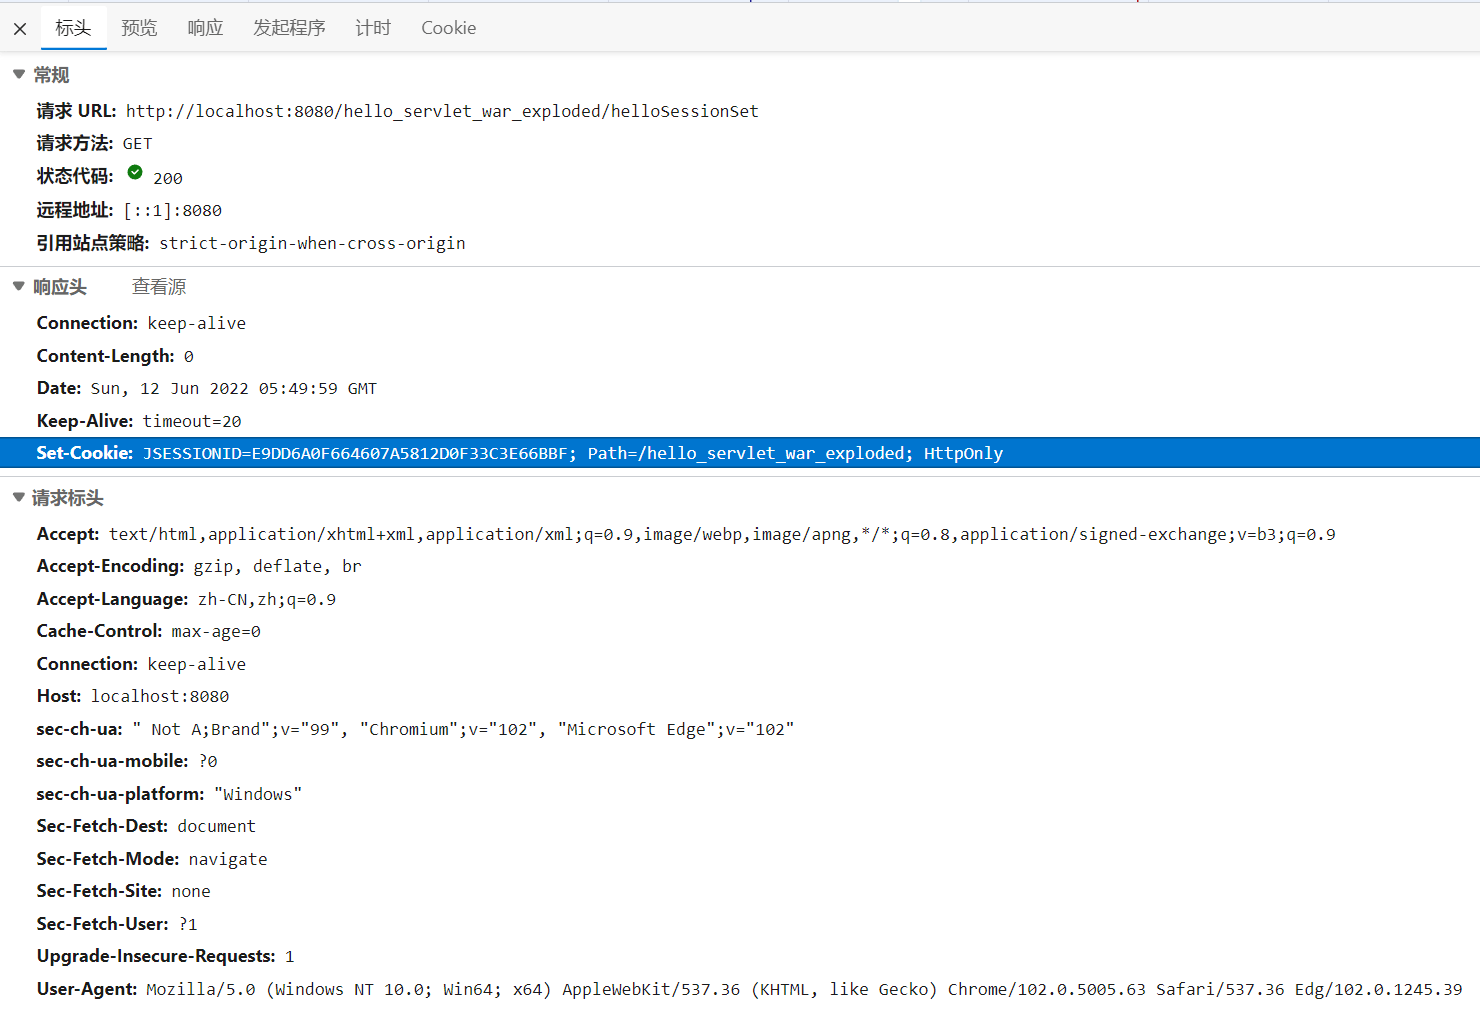 标头 预览 响应 发起程序 计时 Cookie
常规
请求 URL: http://localhost:8080/hello_servlet_war_exploded/helloSessionSet
请求方法: GET
状态代码: 200
远程地址: [::1]:8080
引用站点策略: strict-origin-when-cross-origin
响应头 查看源
Connection: keep-alive
Content-Length: 0
Date: Sun, 12 Jun 2022 05:49:59 GMT
Keep-Alive: timeout=20
Set-Cookie: JSESSIONID=E9DD6A0F664607A5812D0F33C3E66BBF; Path=/hello_servlet_war_exploded; HttpOnly
请求标头
Accept: text/html,application/xhtml+xml,application/xml;q=0.9,image/webp,image/apng,*/*;q=0.8,application/signed-exchange;v=b3;q=0.9
Accept-Encoding: gzip, deflate, br
Accept-Language: zh-CN,zh;q=0.9
Cache-Control: max-age=0
Connection: keep-alive
Host: localhost:8080
sec-ch-ua: " Not A;Brand";v="99", "Chromium";v="102", "Microsoft Edge";v="102"
sec-ch-ua-mobile: ?0
sec-ch-ua-platform: "Windows"
Sec-Fetch-Dest: document
Sec-Fetch-Mode: navigate
Sec-Fetch-Site: none
Sec-Fetch-User: ?1
Upgrade-Insecure-Requests: 1
User-Agent: Mozilla/5.0 (Windows NT 10.0; Win64; x64) AppleWebKit/537.36 (KHTML, like Gecko) Chrome/102.0.5005.63 Safari/537.36 Edg/102.0.1245.39